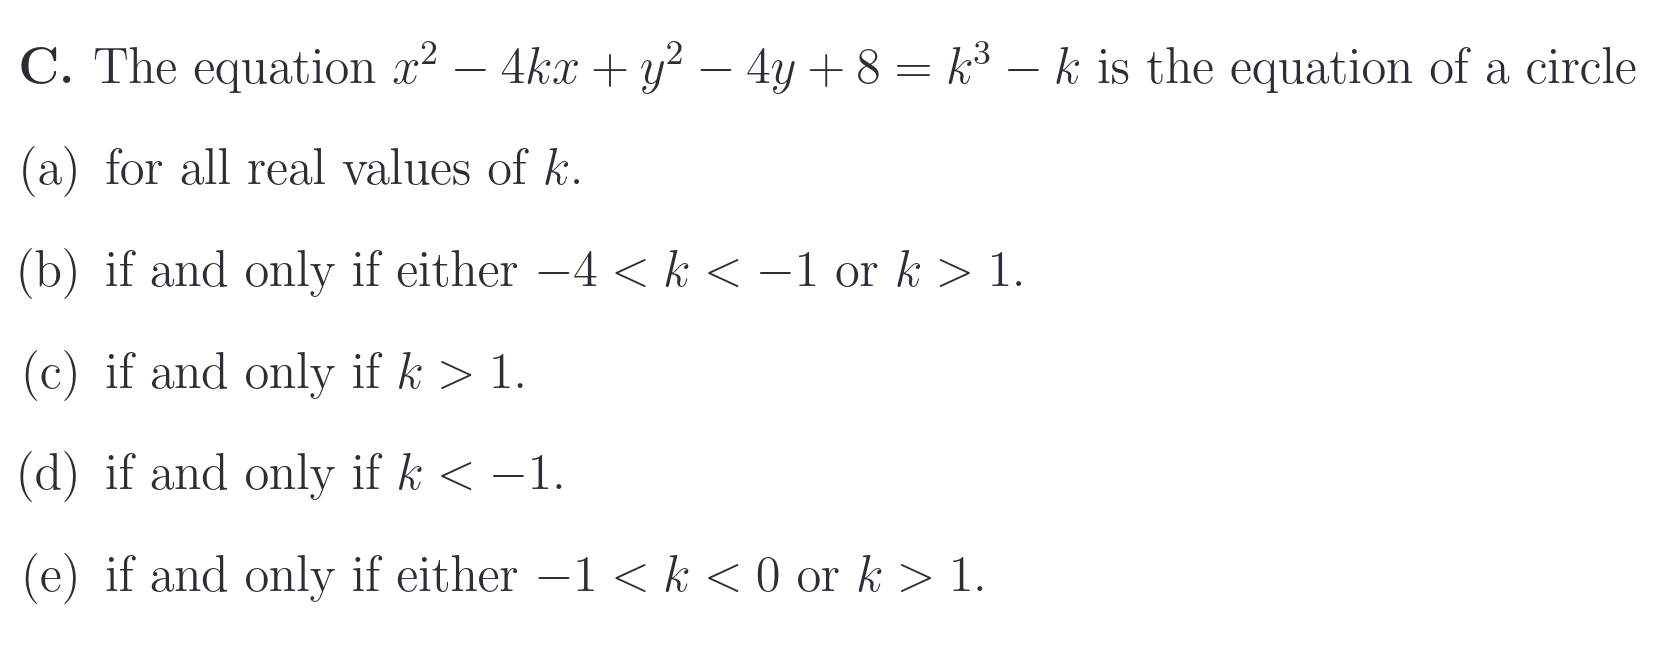 C. The equation x² − 4kx + y² − 4y + 8 = k³ − k is the equation of a circle
(a) for all real values of k.
(b) if and only if either −4 < k < −1 or k > 1.
(c) if and only if k > 1.
(d) if and only if k < −1.
(e) if and only if either −1 < k < 0 or k > 1.